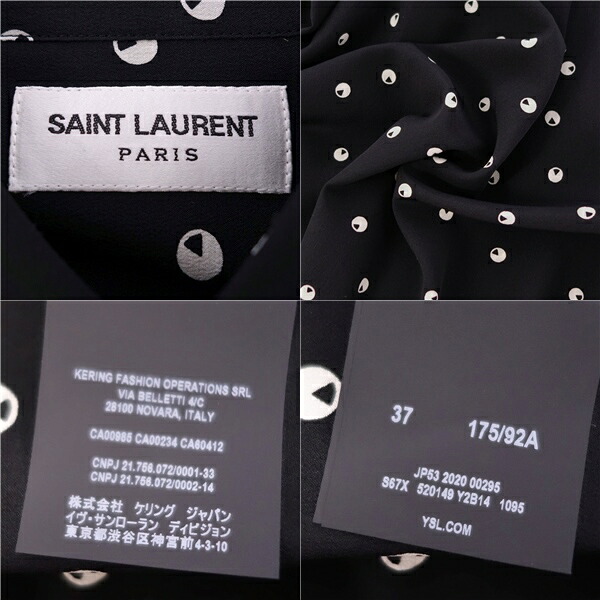 SAINT LAURENT
PARIS
KERING FASHION OPERATIONS SRL
VIA BELLETTI 4/C
28100 NOVARA, ITALY
CA00965 CA00234 CA60412
CNPJ 21.756.072/0001-33
CNPJ 21.756.072/0002-14
株式会社 ケリング ジャパン
イヴ・サンローラン ディビジョン
東京都渋谷区神宮前4-3-10
37 175/92A
JP53 2020 00295
S67X 520149 Y2B14 1095
YSL.COM